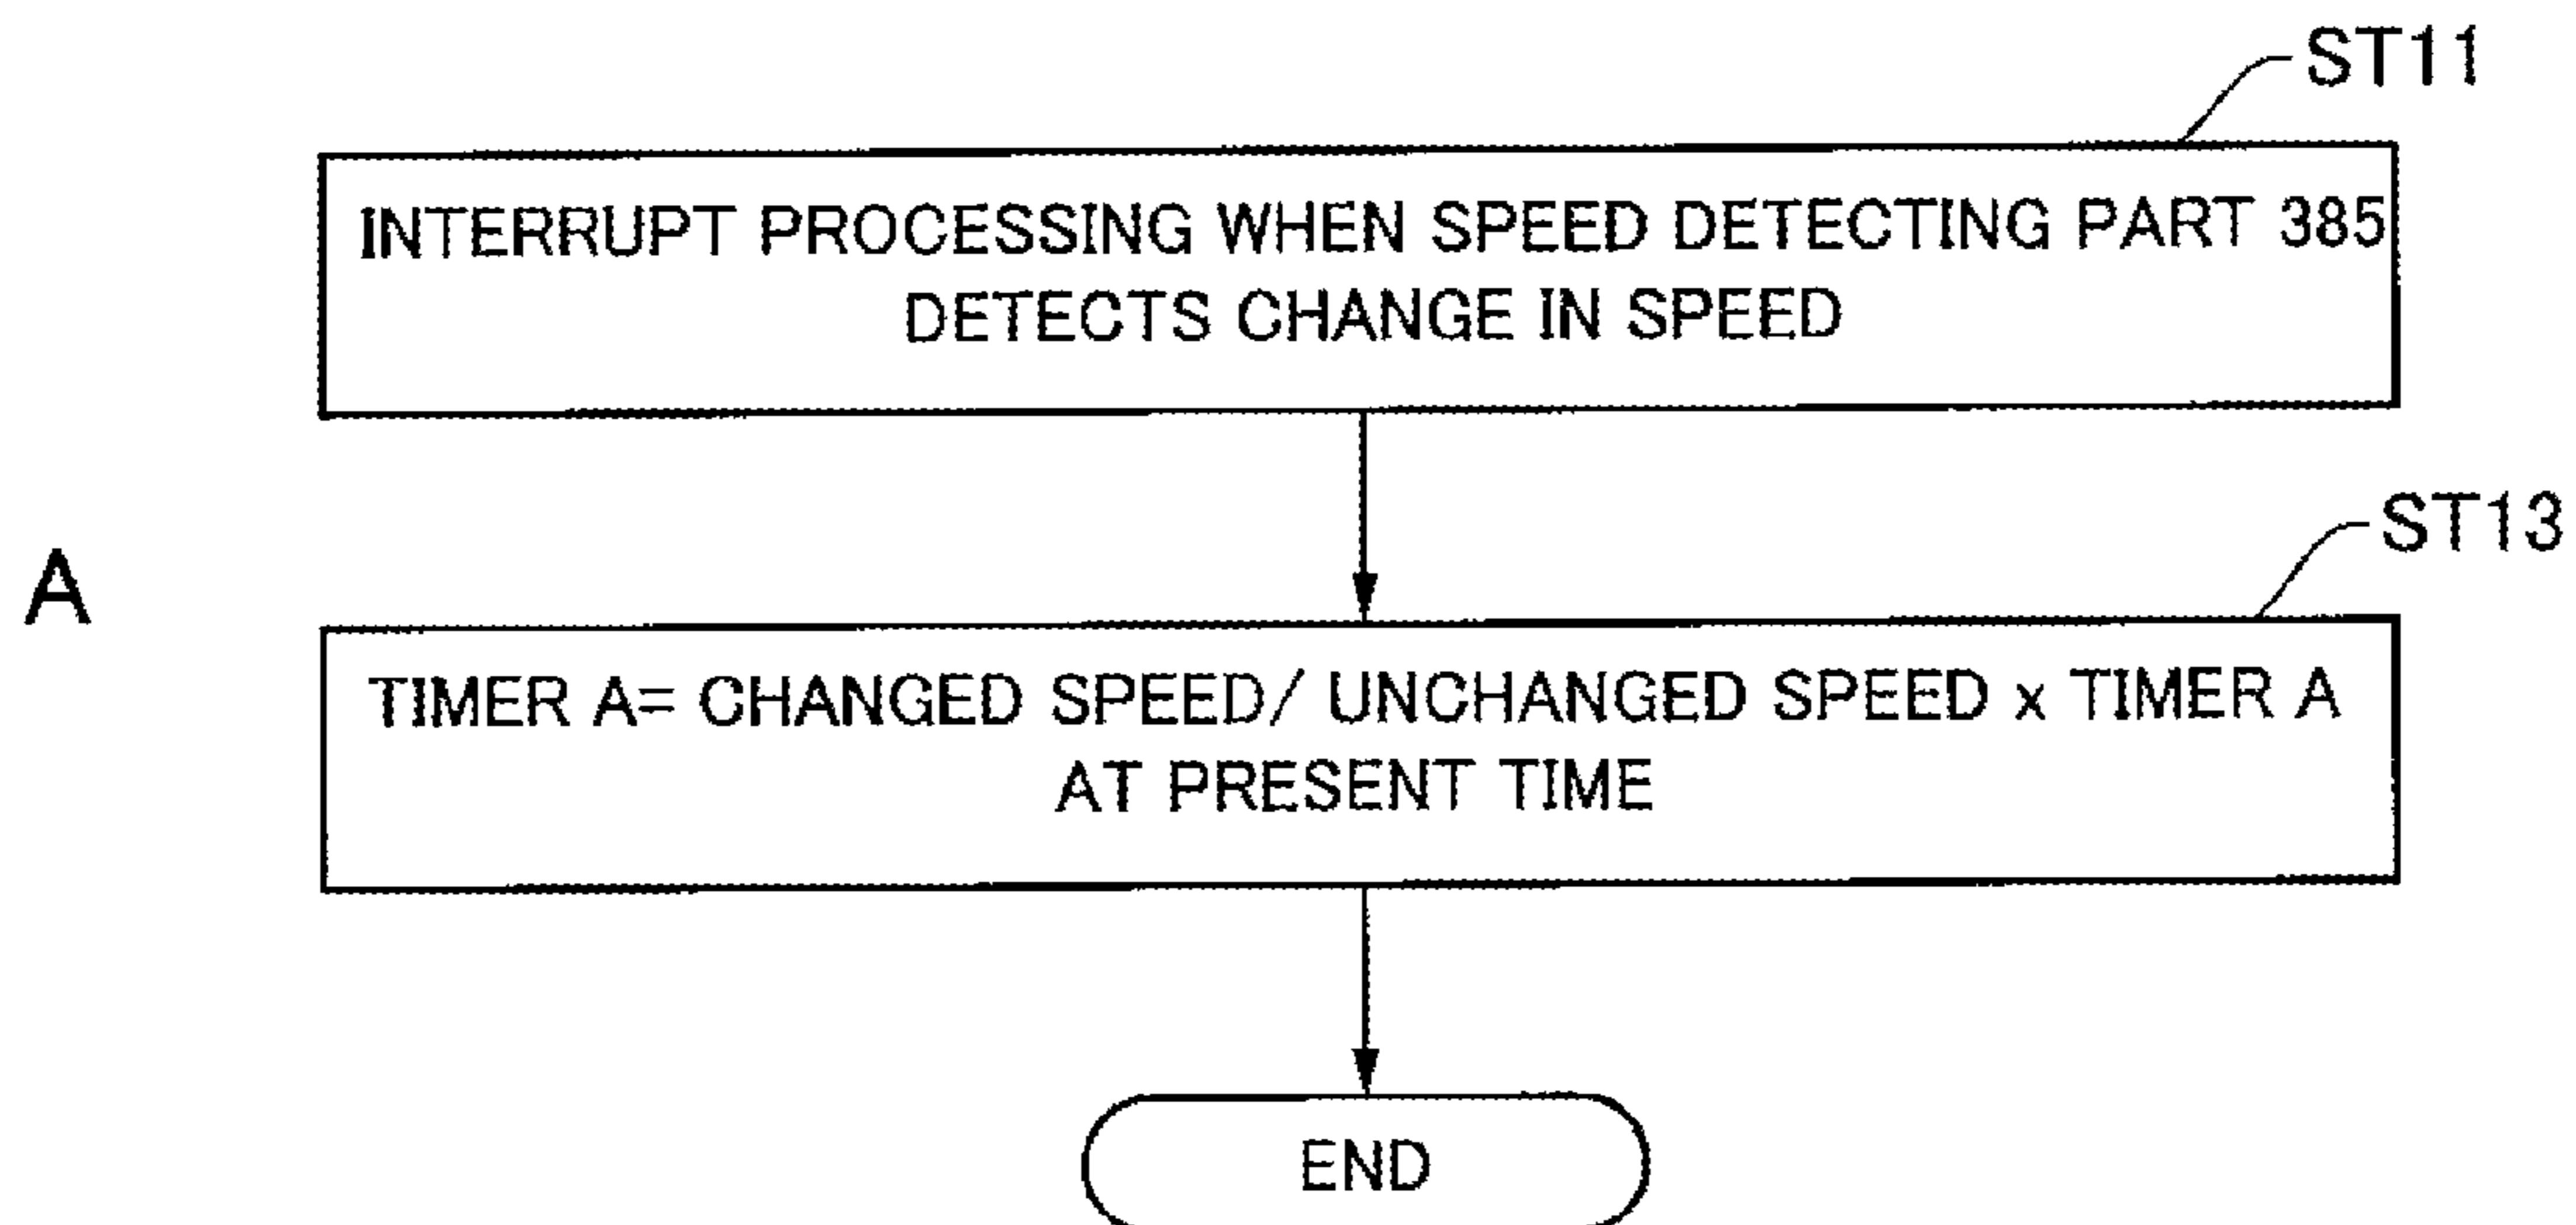 ST11
INTERRUPT PROCESSING WHEN SPEED DETECTING PART 385
DETECTS CHANGE IN SPEED
ST13
A
TIMER A= CHANGED SPEED/ UNCHANGED SPEED x TIMER A
AT PRESENT TIME
END